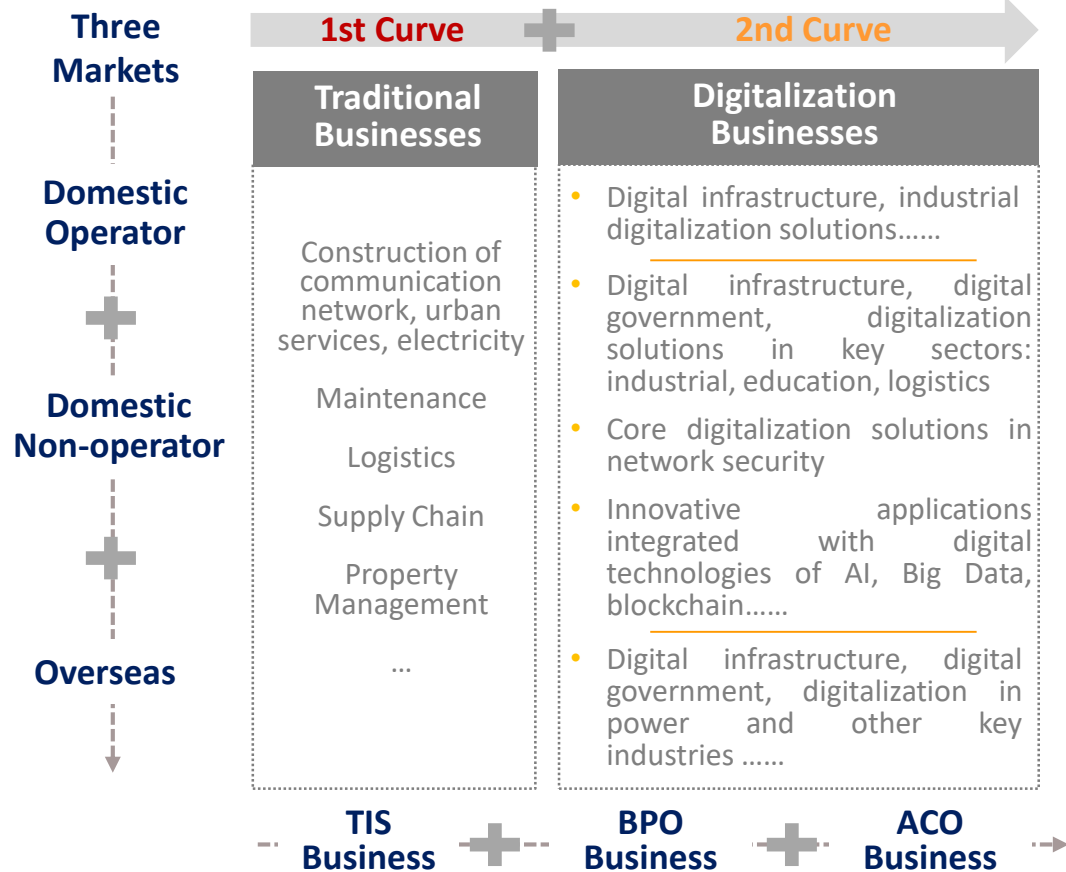 Three
Markets
1st Curve
2nd Curve
Traditional
Businesses
Digitalization
Businesses
Domestic
Operator
Domestic
Non-operator
Overseas
Construction of
communication
network, urban
services, electricity
Maintenance
Logistics
Supply Chain
Property
Management
...
• Digital infrastructure, industrial
digitalization solutions……
• Digital infrastructure, digital
government, digitalization
solutions in key sectors:
industrial, education, logistics
• Core digitalization solutions in
network security
• Innovative applications
integrated with digital
technologies of AI, Big Data,
blockchain……
• Digital infrastructure, digital
government, digitalization in
power and other key
industries ……
TIS
Business
BPO
Business
ACO
Business